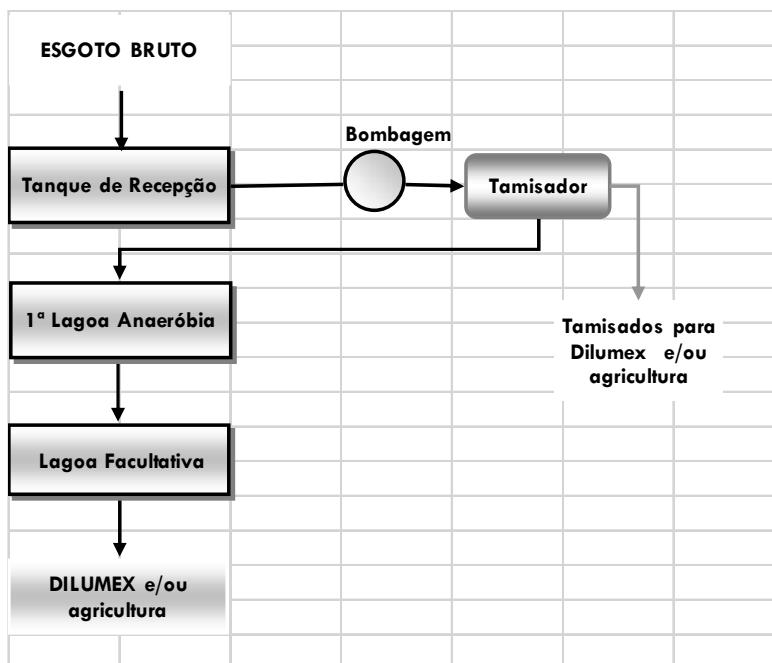 ESGOTO BRUTO
Bombagem
Tanque de Recepção
Tamisador
1ª Lagoa Anaeróbia
Tamisados para
Dilumex e/ou
agricultura
Lagoa Facultativa
DILUMEX e/ou
agricultura